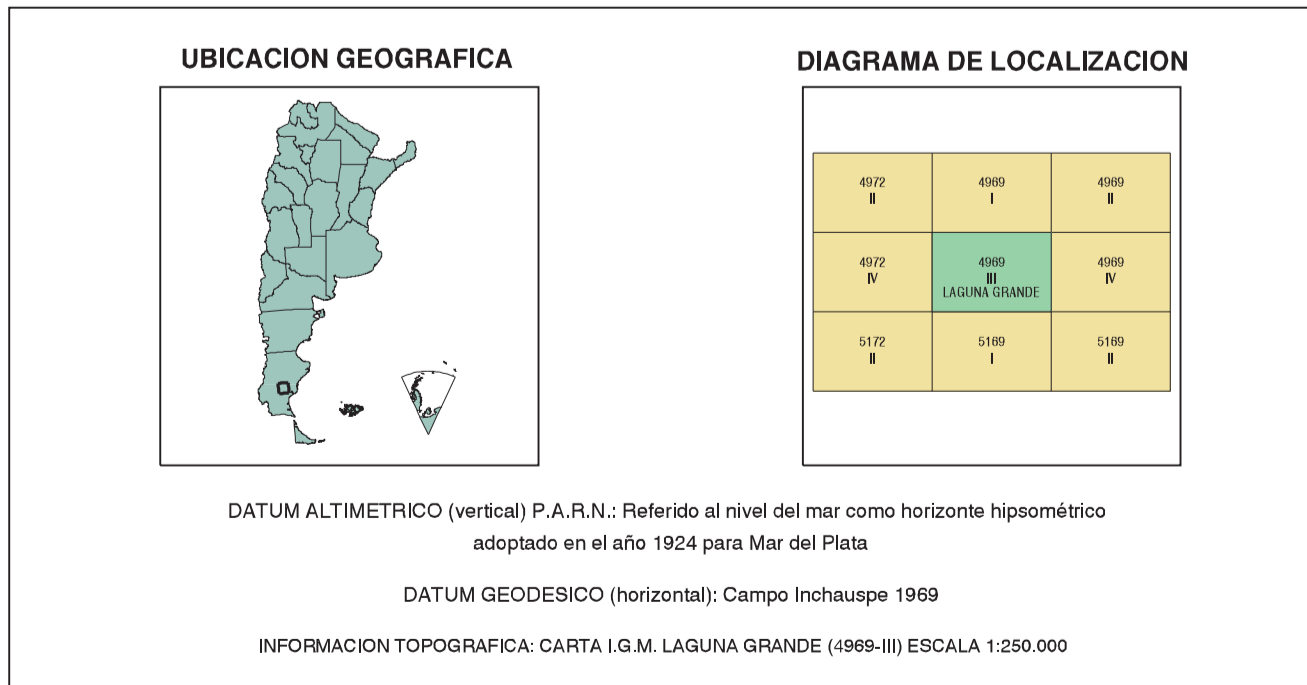 UBICACION GEOGRAFICA
DIAGRAMA DE LOCALIZACION
4972
II
4969
I
4969
II
4972
IV
4969
III
LAGUNA GRANDE
4969
IV
5172
II
5169
I
5169
II
DATUM ALTIMETRICO (vertical) P.A.R.N.: Referido al nivel del mar como horizonte hipsométrico
adoptado en el año 1924 para Mar del Plata
DATUM GEODESICO (horizontal): Campo Inchauspe 1969
INFORMACION TOPOGRAFICA: CARTA I.G.M. LAGUNA GRANDE (4969-III) ESCALA 1:250.000